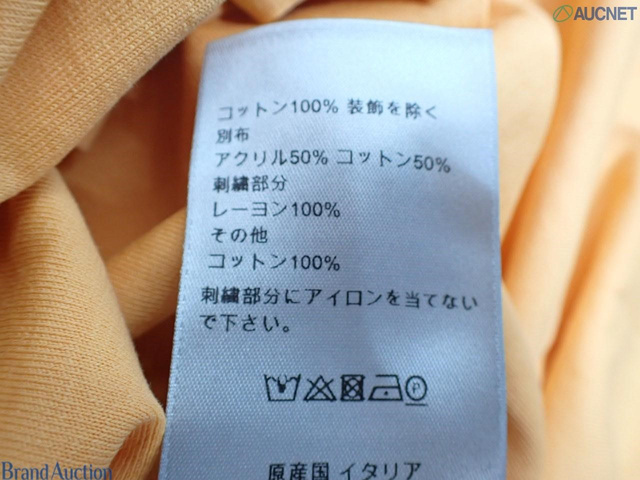 AUCNET
コットン100% 装飾を除く
別布
アクリル50% コットン50%
刺繍部分
レーヨン100%
その他
コットン100%
刺繍部分にアイロンを当てない
で下さい。
P
原産国 イタリア
Brand Auction